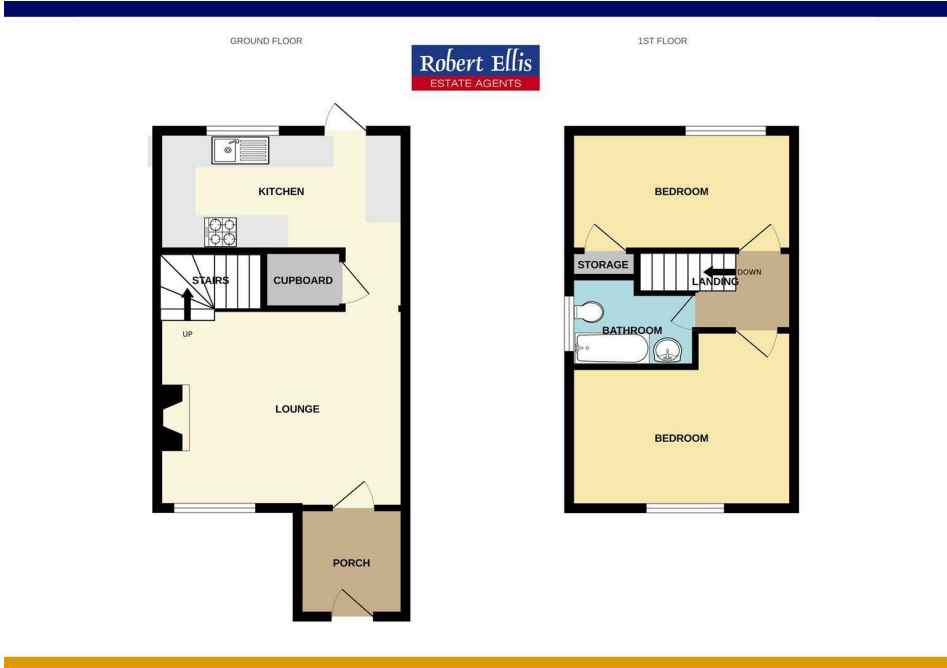 GROUND FLOOR
1ST FLOOR
Robert Ellis
ESTATE AGENTS
KITCHEN
BEDROOM
STAIRS
CUPBOARD
STORAGE
DOWN
LANDING
UP
BATHROOM
LOUNGE
BEDROOM
PORCH